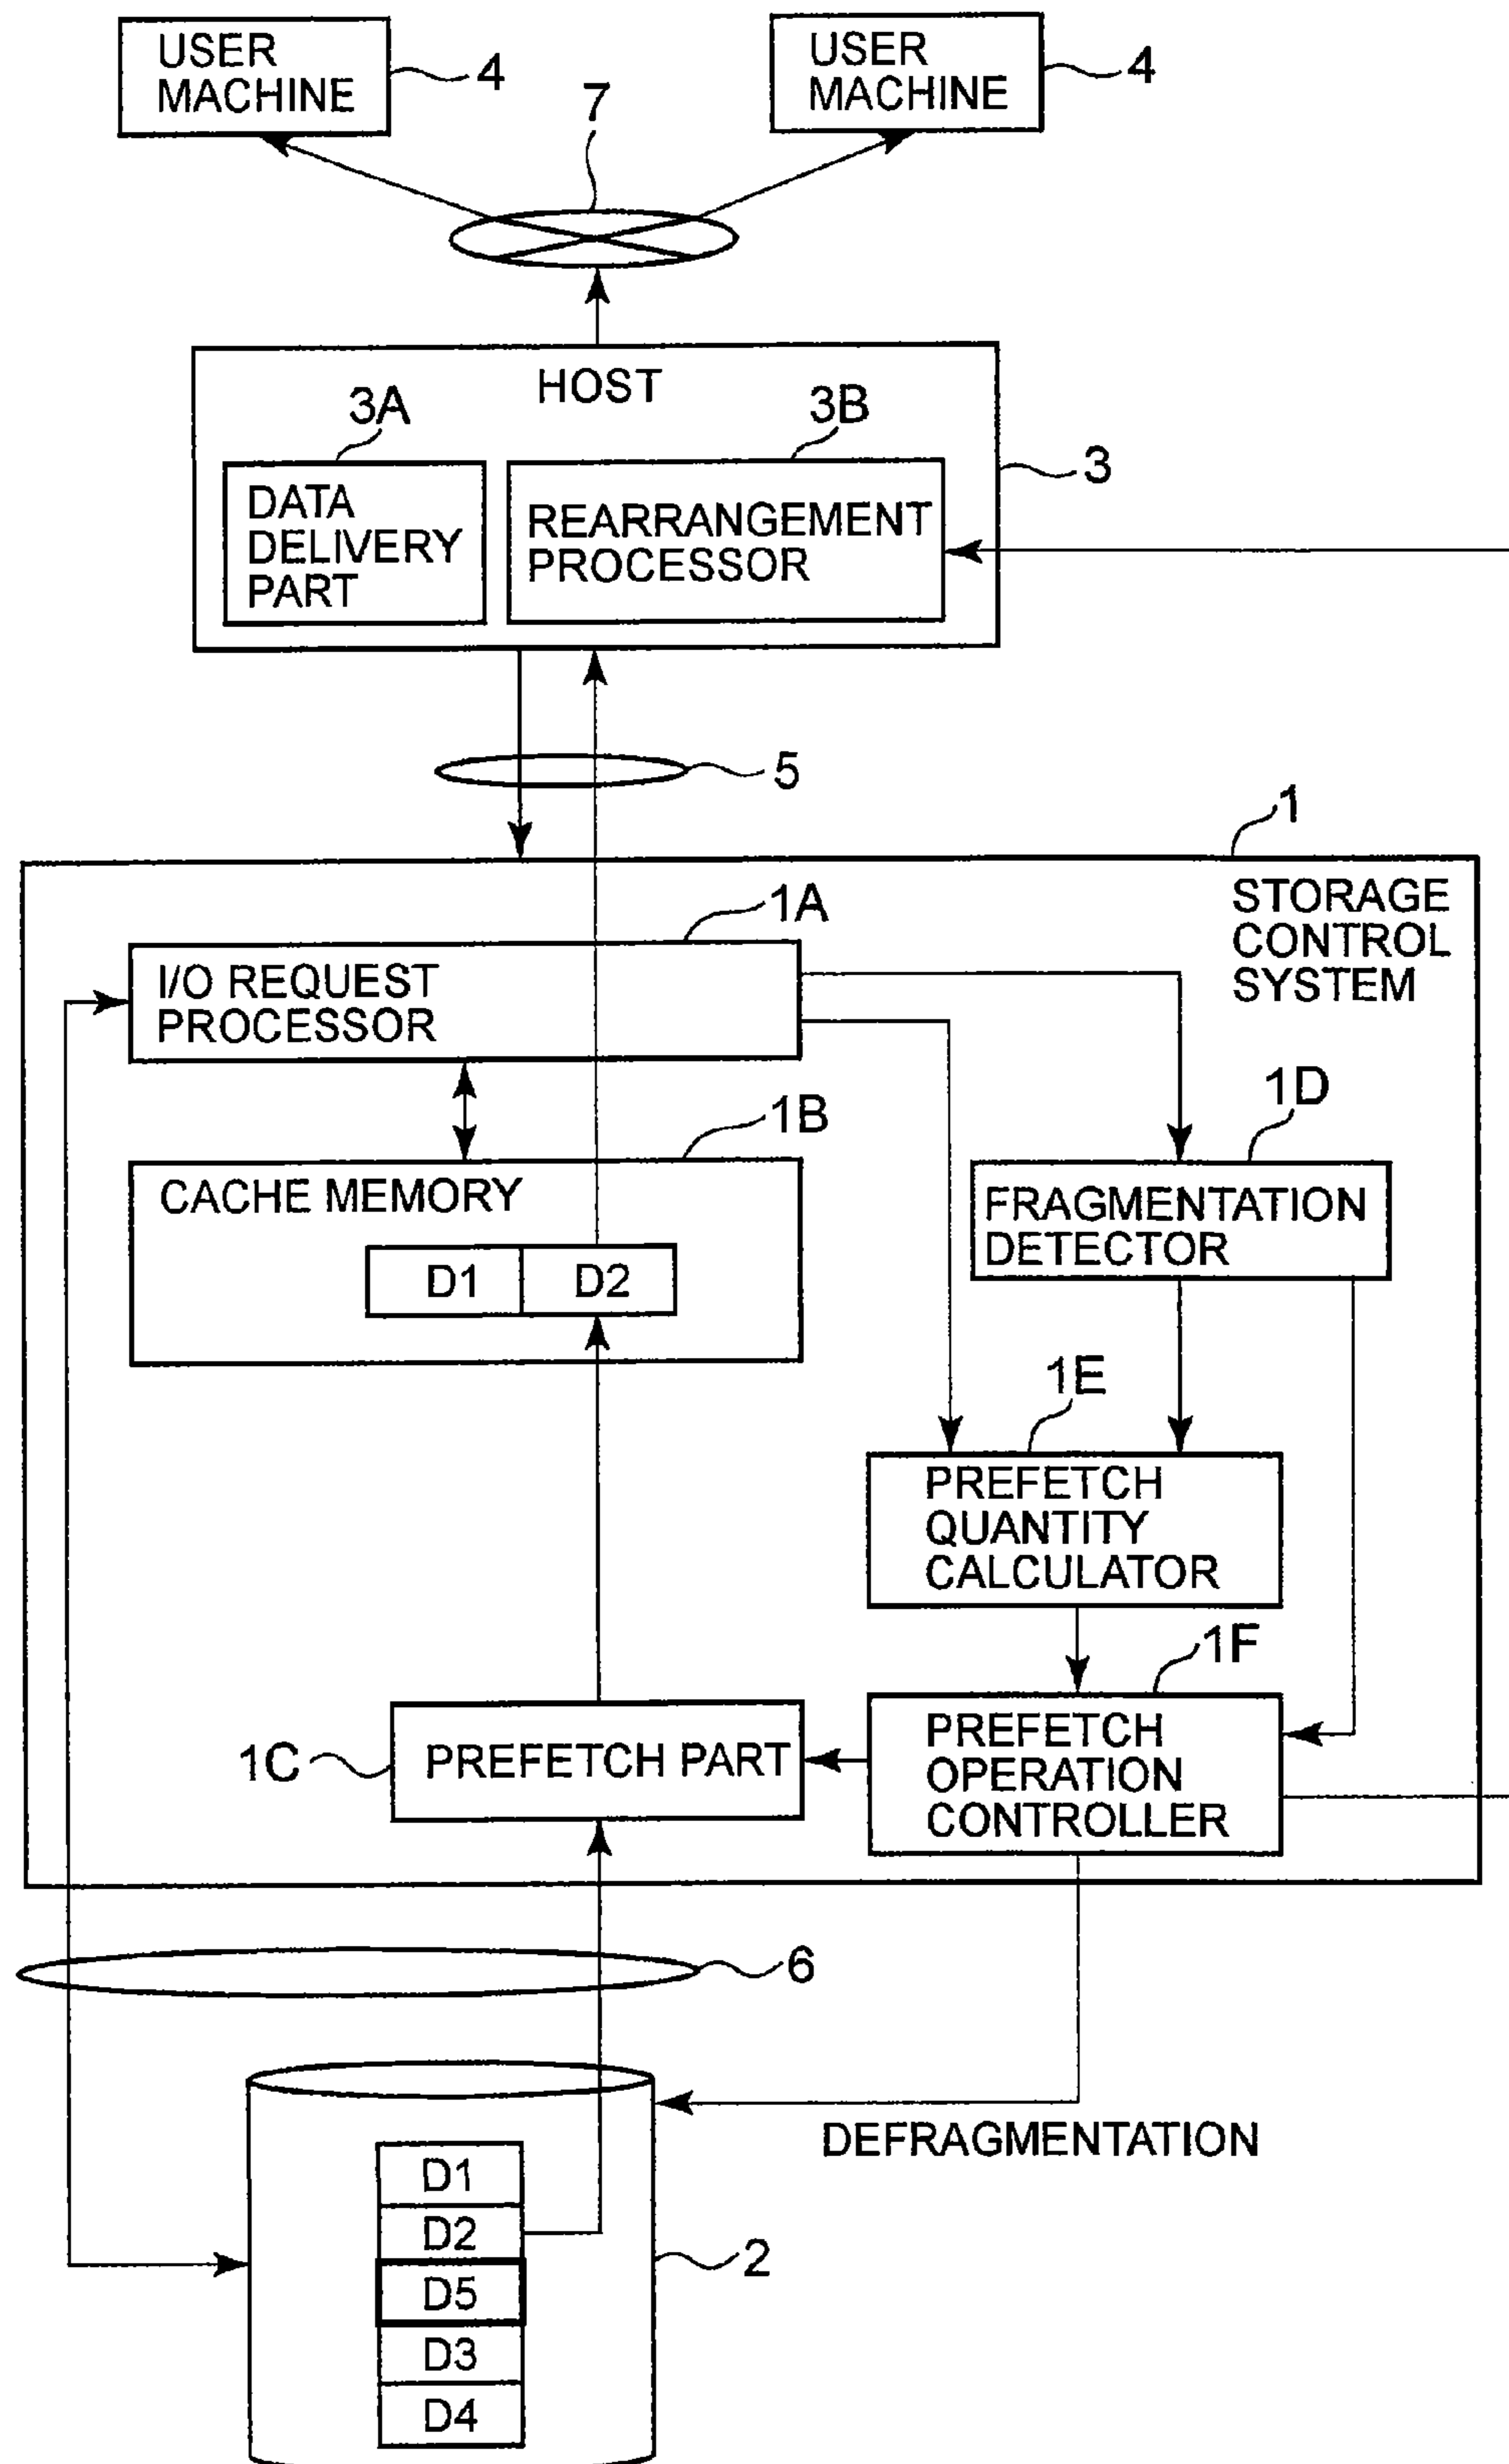 USER
MACHINE
4
USER
MACHINE
4
7
HOST
3A
3B
3
DATA
DELIVERY
PART
REARRANGEMENT
PROCESSOR
5
1
STORAGE
CONTROL
SYSTEM
1A
I/O REQUEST
PROCESSOR
1B
1D
CACHE MEMORY
D1
D2
FRAGMENTATION
DETECTOR
1E
PREFETCH
QUANTITY
CALCULATOR
1F
1C
PREFETCH PART
PREFETCH
OPERATION
CONTROLLER
6
DEFRAGMENTATION
D1
D2
D5
D3
D4
2